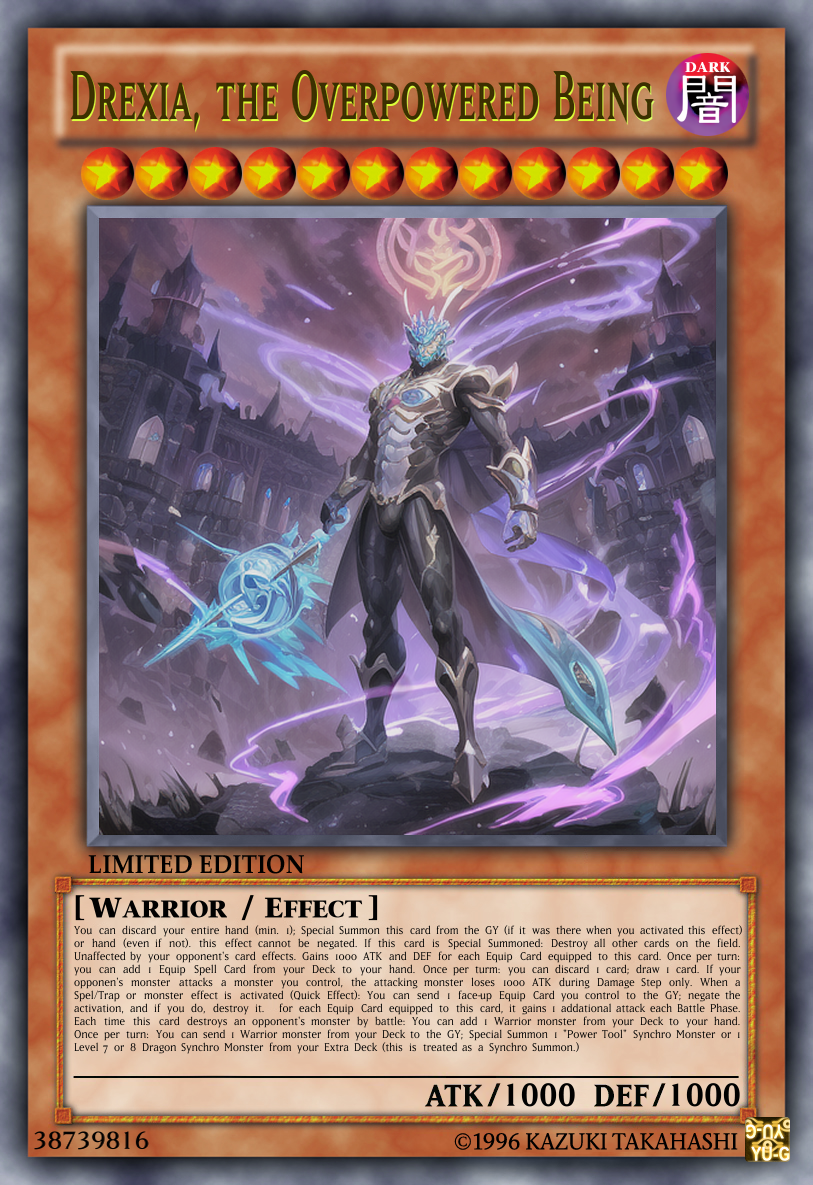 Drexia, the Overpowered Being
DARK
闇
LIMITED EDITION
[ Warrior / Effect ]
You can discard your entire hand (min. 1); Special Summon this card from the GY (if it was there when you activated this effect)
or hand (even if not). this effect cannot be negated. If this card is Special Summoned: Destroy all other cards on the field.
Unaffected by your opponent's card effects. Gains 1000 ATK and DEF for each Equip Card equipped to this card. Once per turn:
you can add 1 Equip Spell Card from your Deck to your hand. Once per turm: you can discard 1 card; draw 1 card. If your
opponen's monster attacks a monster you control, the attacking monster loses 1000 ATK during Damage Step only. When a
Spel/Trap or monster effect is activated (Quick Effect): You can send 1 face-up Equip Card you control to the GY; negate the
activation, and if you do, destroy it. for each Equip Card equipped to this card, it gains 1 addational attack each Battle Phase.
Each time this card destroys an opponent's monster by battle: You can add 1 Warrior monster from your Deck to your hand.
Once per turn: You can send 1 Warrior monster from your Deck to the GY; Special Summon 1 "Power Tool" Synchro Monster or 1
Level 7 or 8 Dragon Synchro Monster from your Extra Deck (this is treated as a Synchro Summon.)
ATK/1000 DEF/1000
38739816
©1996 KAZUKI TAKAHASHI